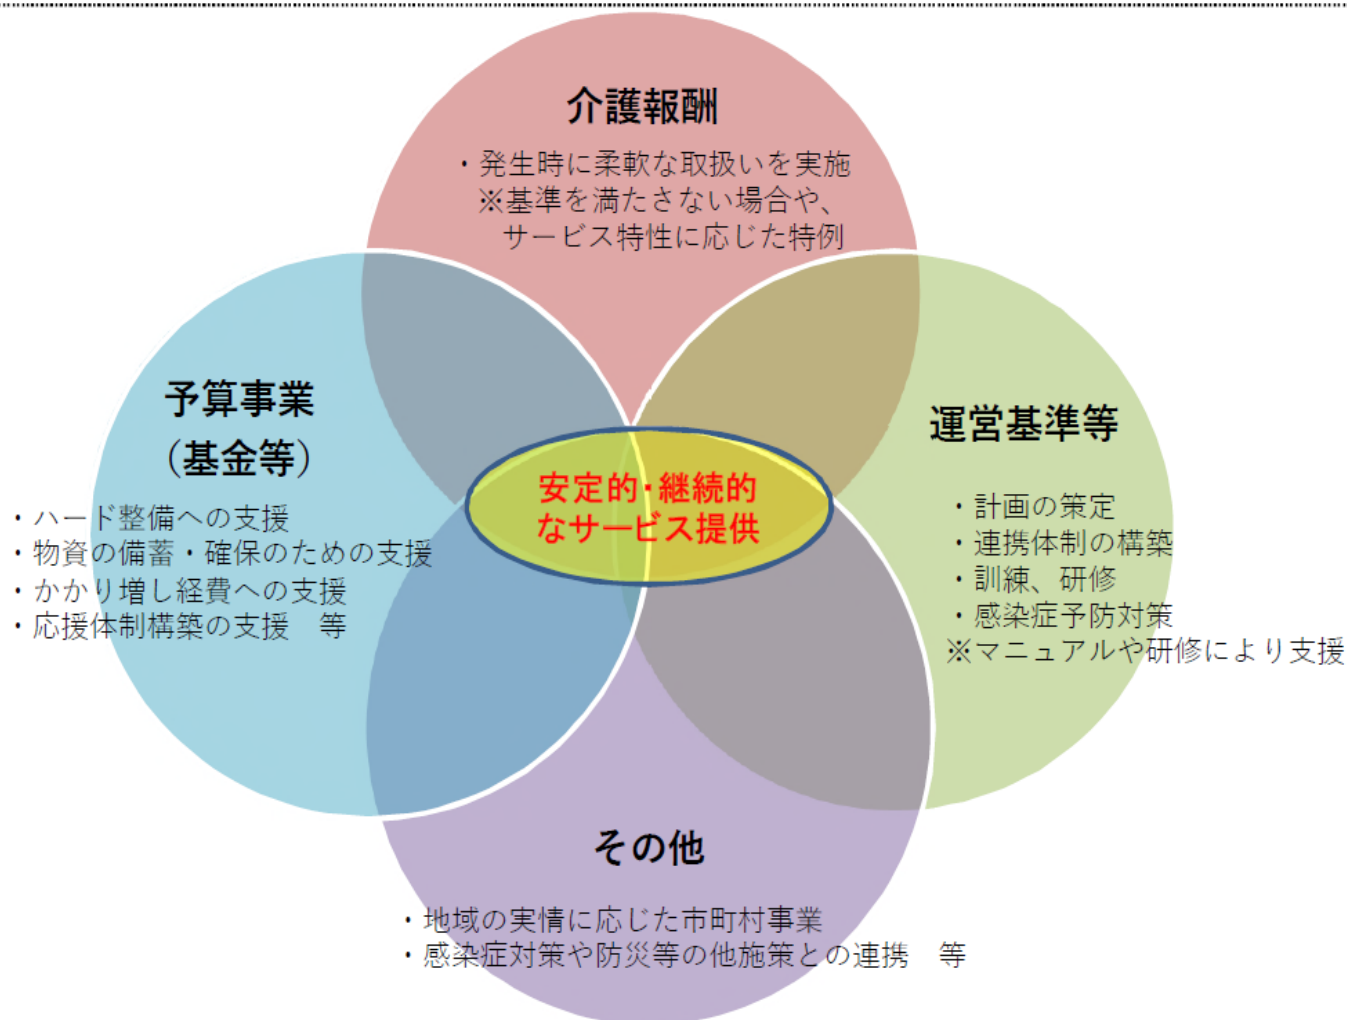 介護報酬
・発生時に柔軟な取扱いを実施
※基準を満たさない場合や、
サービス特性に応じた特例
予算事業
（基金等）
・ハード整備への支援
・物資の備蓄・確保のための支援
・かかり増し経費への支援
・応援体制構築の支援　等
安定的・継続的
なサービス提供
運営基準等
・計画の策定
・連携体制の構築
・訓練、研修
・感染症予防対策
※マニュアルや研修により支援
その他
・地域の実情に応じた市町村事業
・感染症対策や防災等の他施策との連携　等